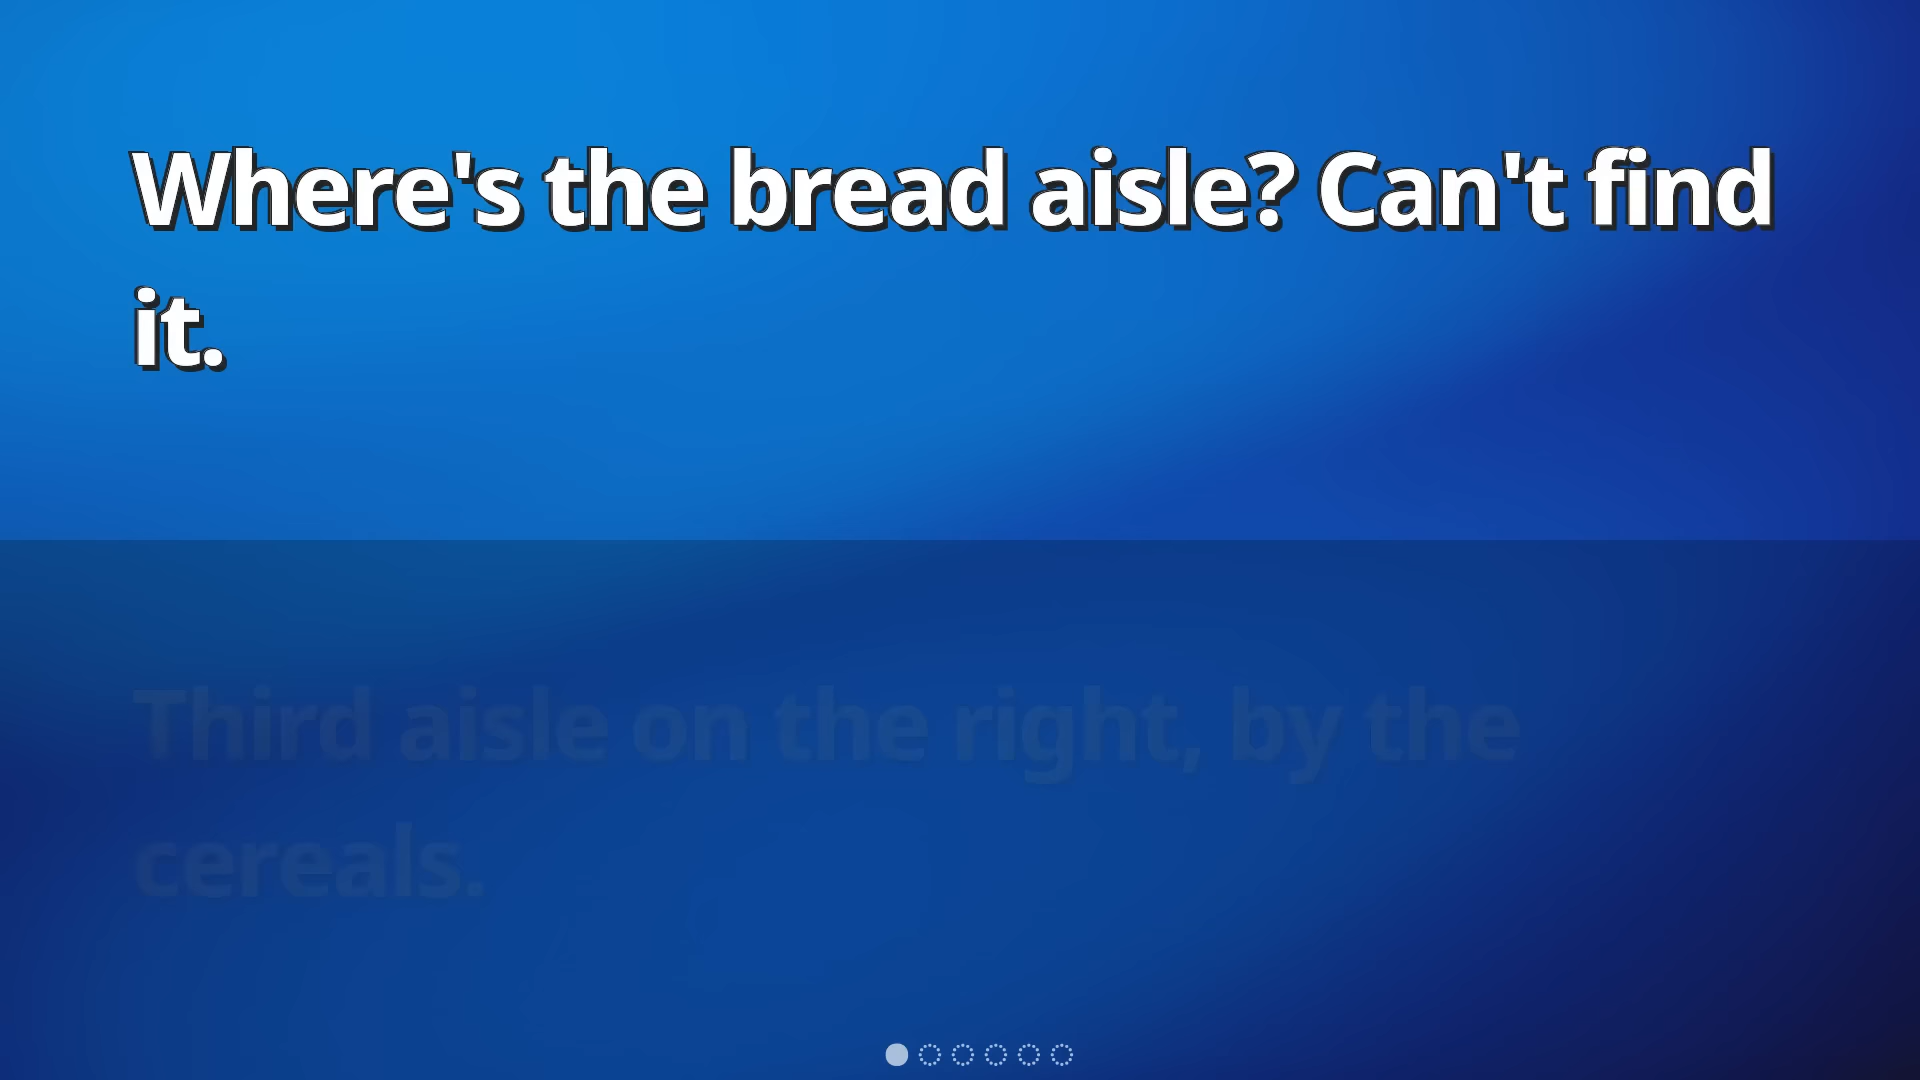 Where's the bread aisle? Can't find
it.
Third aisle on the right, by the
cereals.